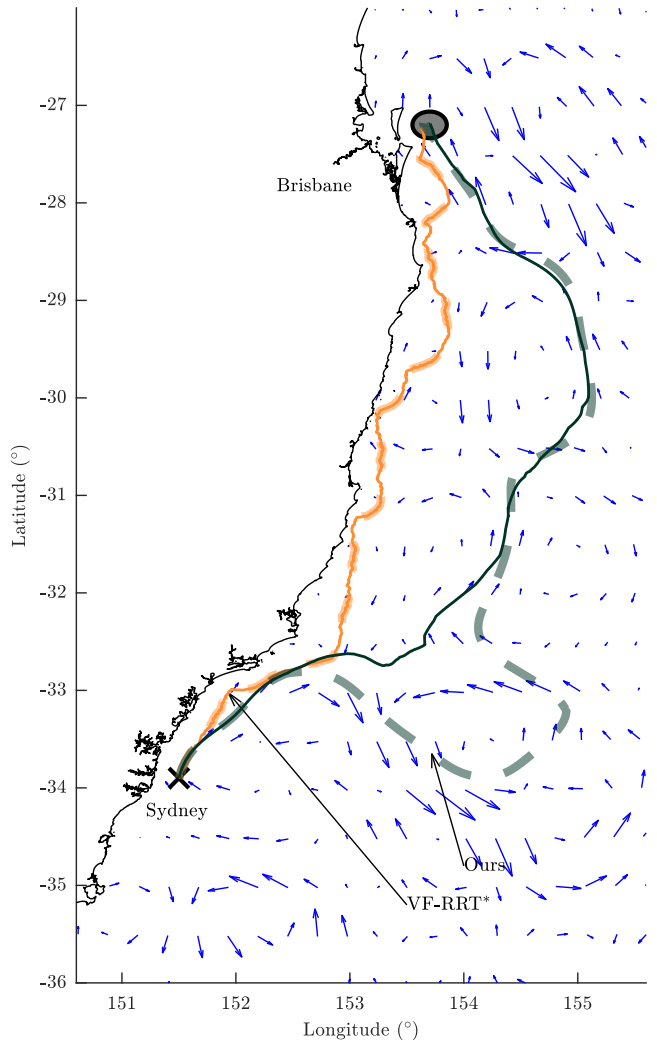 -27
Brisbane
-28
-29
-30
Latitude (°)
-31
-32
-33
-34
Sydney
Ours
-35
VF-RRT*
-36
151
152
153
154
155
Longitude (°)